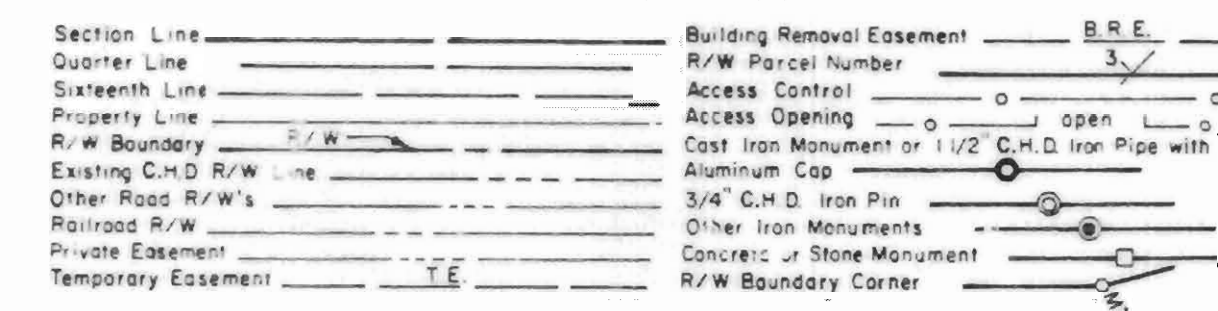 Section Line
Quarter Line
Sixteenth Line
Property Line
R/W Boundary R/W
Existing C.H.D. R/W Line
Other Road R/W's
Railroad R/W
Private Easement
Temporary Easement T.E.
Building Removal Easement B.R.E.
R/W Parcel Number 3
Access Control
Access Opening open
Cast Iron Monument or 1 1/2" C.H.D. Iron Pipe with
Aluminum Cap
3/4" C.H.D. Iron Pin
Other Iron Monuments
Concrete or Stone Monument
R/W Boundary Corner